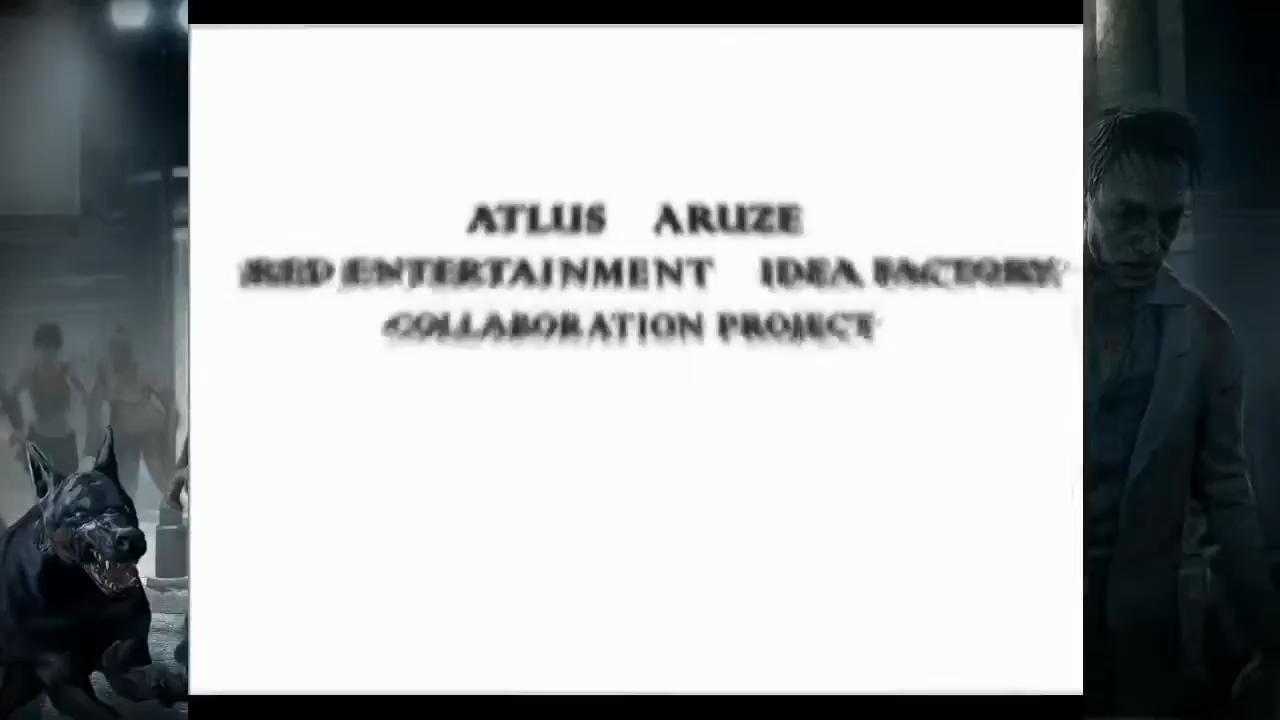 ATLUS ARUZE
RED ENTERTAINMENT IDEA FACTORY
COLLABORATION PROJECT